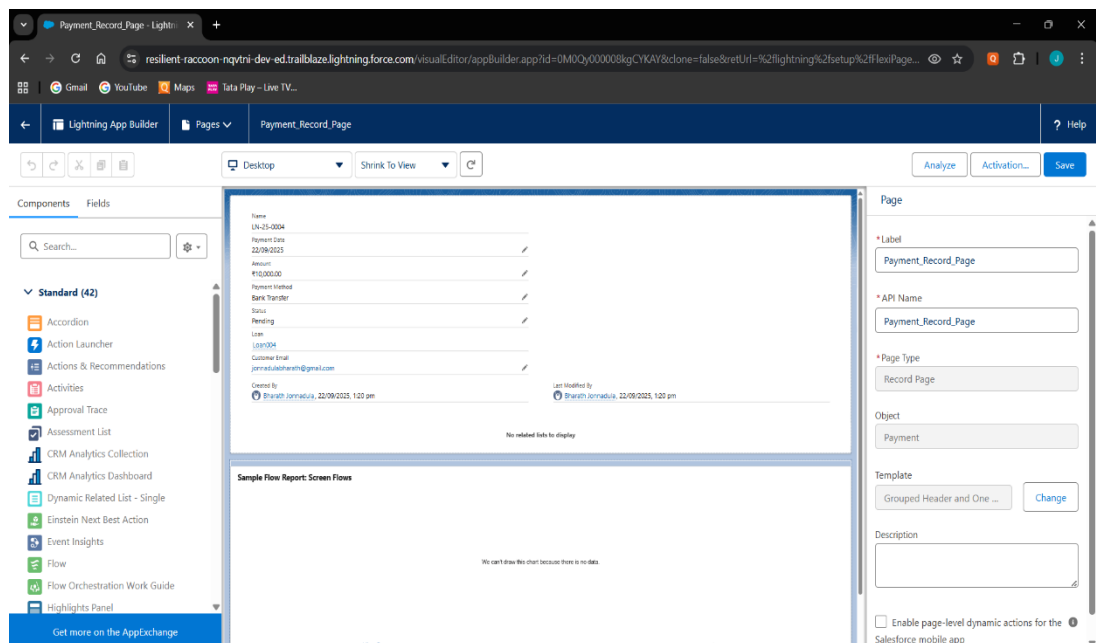 Payment_Record_Page - Lightni
resilient-raccoon-nqvtni-dev-ed.trailblaze.lightning.force.com/visualEditor/appBuilder.app?id=0M0Qy000008kgCYKAY&clone=false&retUrl=%2flightning%2fsetup%2fFlexiPage...
Q
J
Gmail
YouTube
Maps
Tata Play – Live TV...
Lightning App Builder
Pages
Payment_Record_Page
? Help
Desktop
Shrink To View
Analyze
Activation...
Save
Components
Fields
Search...
Standard (42)
Accordion
Action Launcher
Actions & Recommendations
Activities
Approval Trace
Assessment List
CRM Analytics Collection
CRM Analytics Dashboard
Dynamic Related List - Single
Einstein Next Best Action
Event Insights
Flow
Flow Orchestration Work Guide
Highlights Panel
Get more on the AppExchange
Name
LN-25-0004
Payment Date
22/09/2025
Amount
₹10,000.00
Payment Method
Bank Transfer
Status
Pending
Loan
Loan004
Customer Email
jonnadulabharath@gmail.com
Created By
Bharath Jonnadula, 22/09/2025, 1:20 pm
Last Modified By
Bharath Jonnadula, 22/09/2025, 1:20 pm
No related lists to display
Sample Flow Report: Screen Flows
We can't draw this chart because there is no data.
Page
*Label
Payment_Record_Page
*API Name
Payment_Record_Page
*Page Type
Record Page
Object
Payment
Template
Grouped Header and One ...
Change
Description
Enable page-level dynamic actions for the
Salesforce mobile app